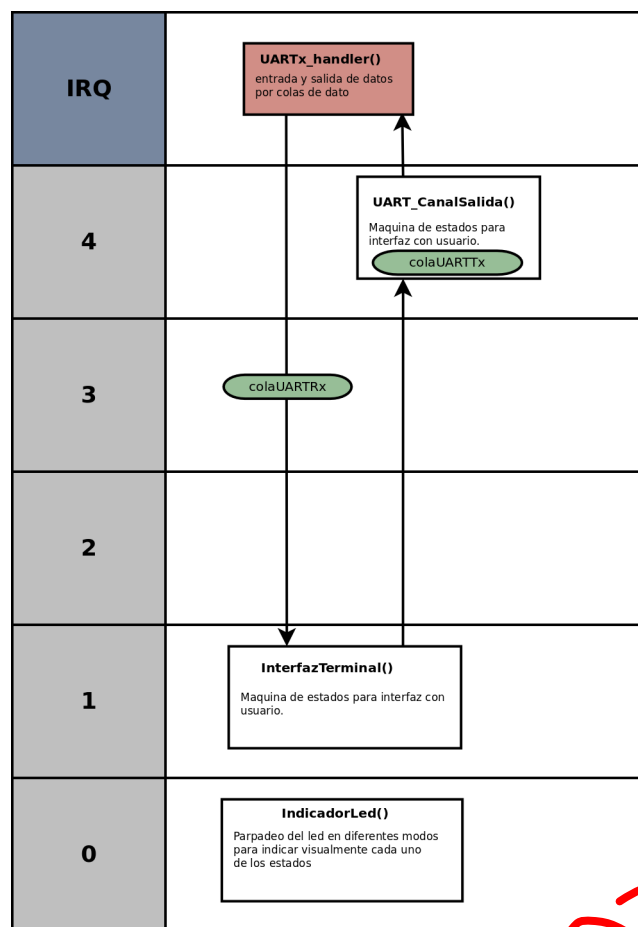 IRQ
UARTx_handler()
entrada y salida de datos
por colas de dato
4
UART_CanalSalida()
Maquina de estados para
interfaz con usuario.
colaUARTTx
3
colaUARTRx
2
1
InterfazTerminal()
Maquina de estados para interfaz con
usuario.
0
IndicadorLed()
Parpadeo del led en diferentes modos
para indicar visualmente cada uno
de los estados